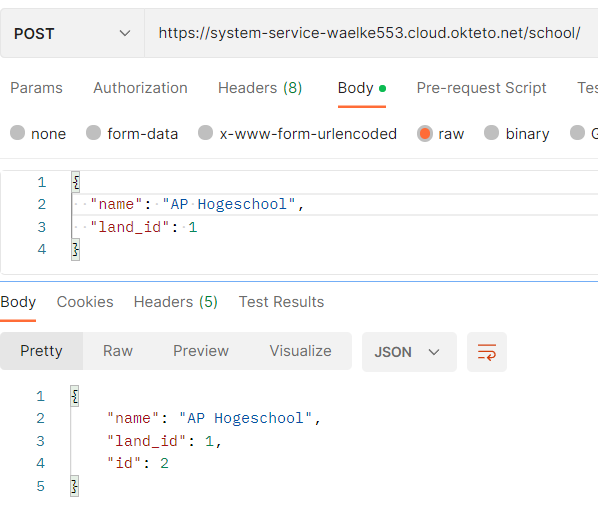 POST https://system-service-waelke553.cloud.okteto.net/school/
Params Authorization Headers (8) Body Pre-request Script Tes
none form-data x-www-form-urlencoded raw binary G
1 {
2 "name": "AP Hogeschool",
3 "land_id": 1
4 }
Body Cookies Headers (5) Test Results
Pretty Raw Preview Visualize JSON
1 {
2 "name": "AP Hogeschool",
3 "land_id": 1,
4 "id": 2
5 }